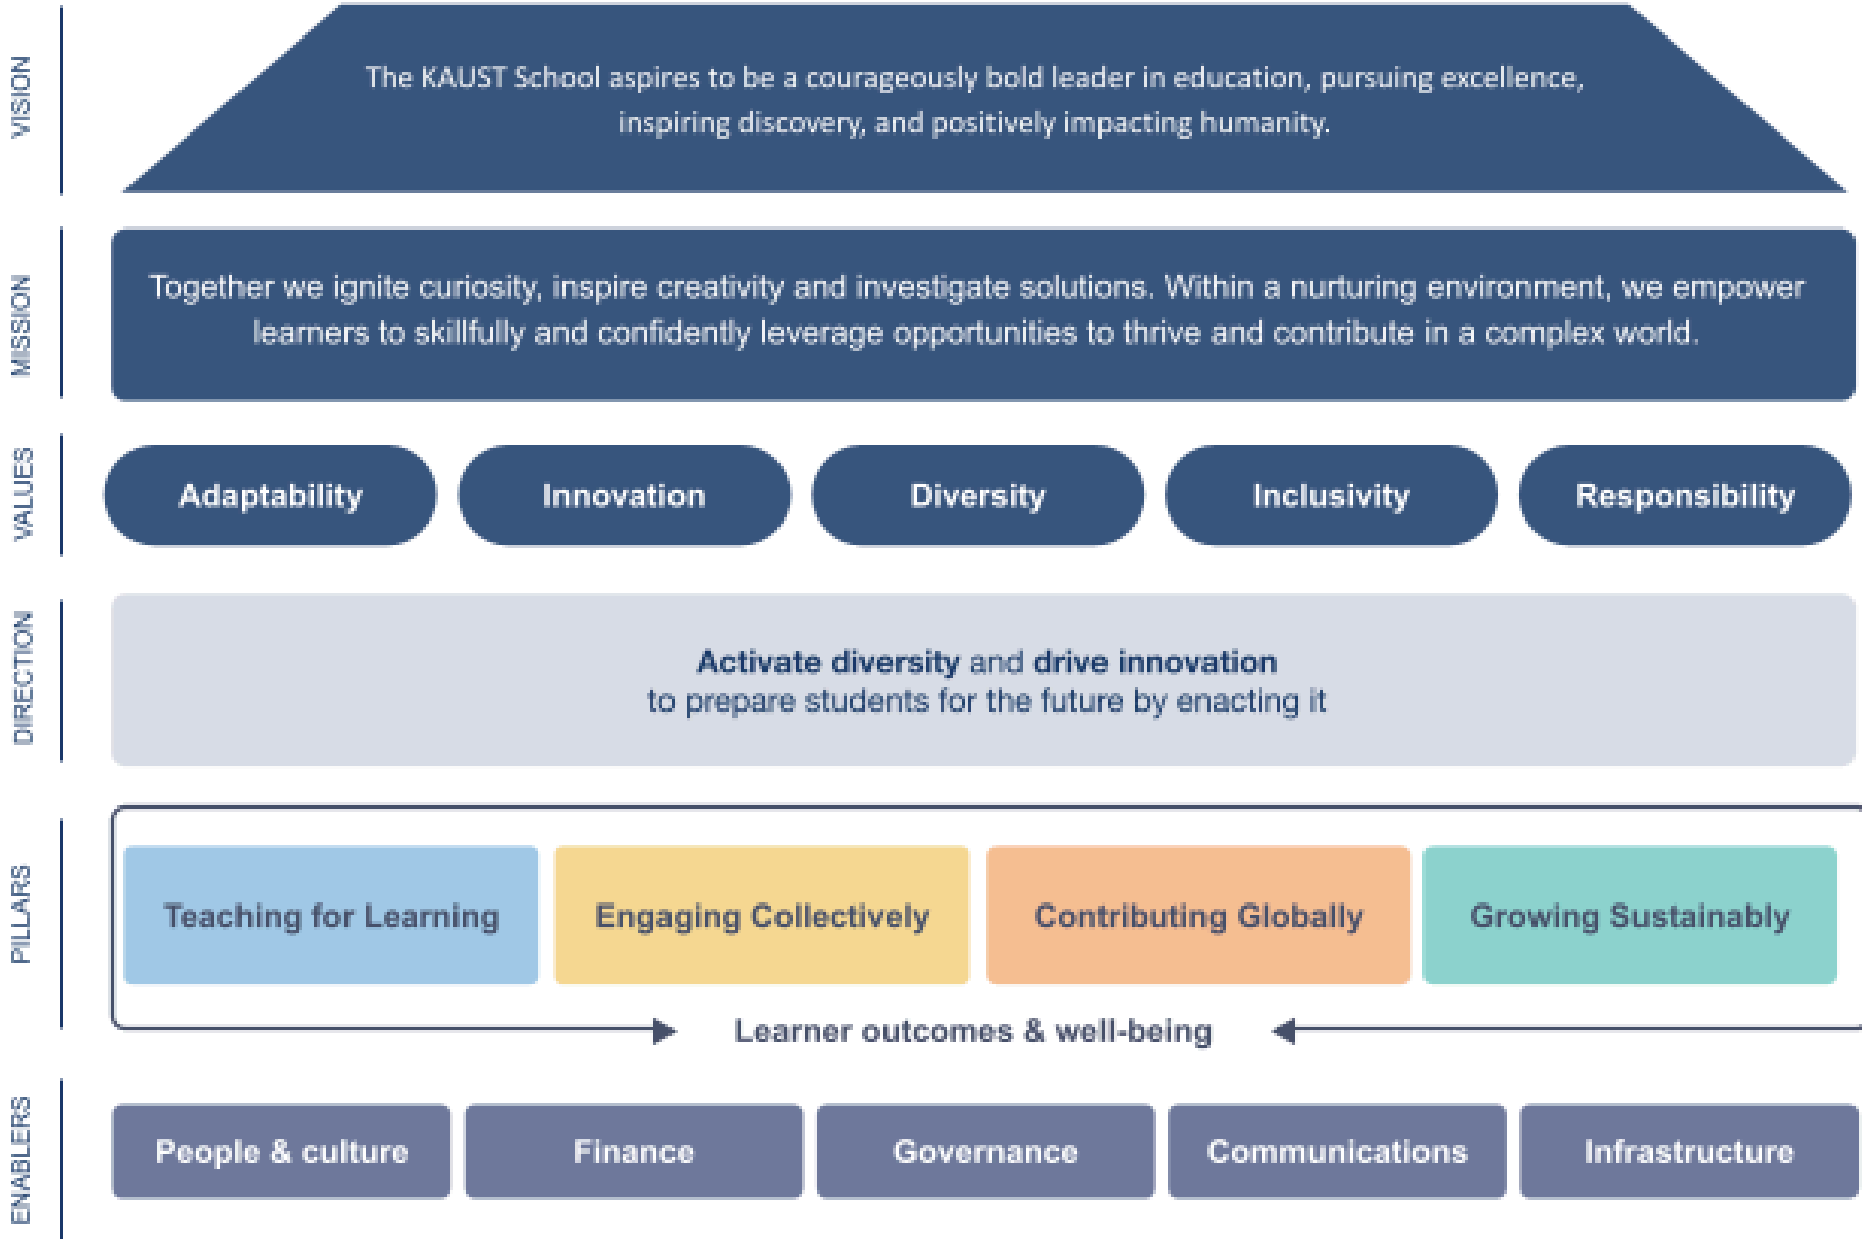 VISION
The KAUST School aspires to be a courageously bold leader in education, pursuing excellence,
inspiring discovery, and positively impacting humanity.
MISSION
Together we ignite curiosity, inspire creativity and investigate solutions. Within a nurturing environment, we empower
learners to skillfully and confidently leverage opportunities to thrive and contribute in a complex world.
VALUES
Adaptability
Innovation
Diversity
Inclusivity
Responsibility
DIRECTION
Activate diversity and drive innovation
to prepare students for the future by enacting it
PILLARS
Teaching for Learning
Engaging Collectively
Contributing Globally
Growing Sustainably
Learner outcomes & well-being
ENABLERS
People & culture
Finance
Governance
Communications
Infrastructure